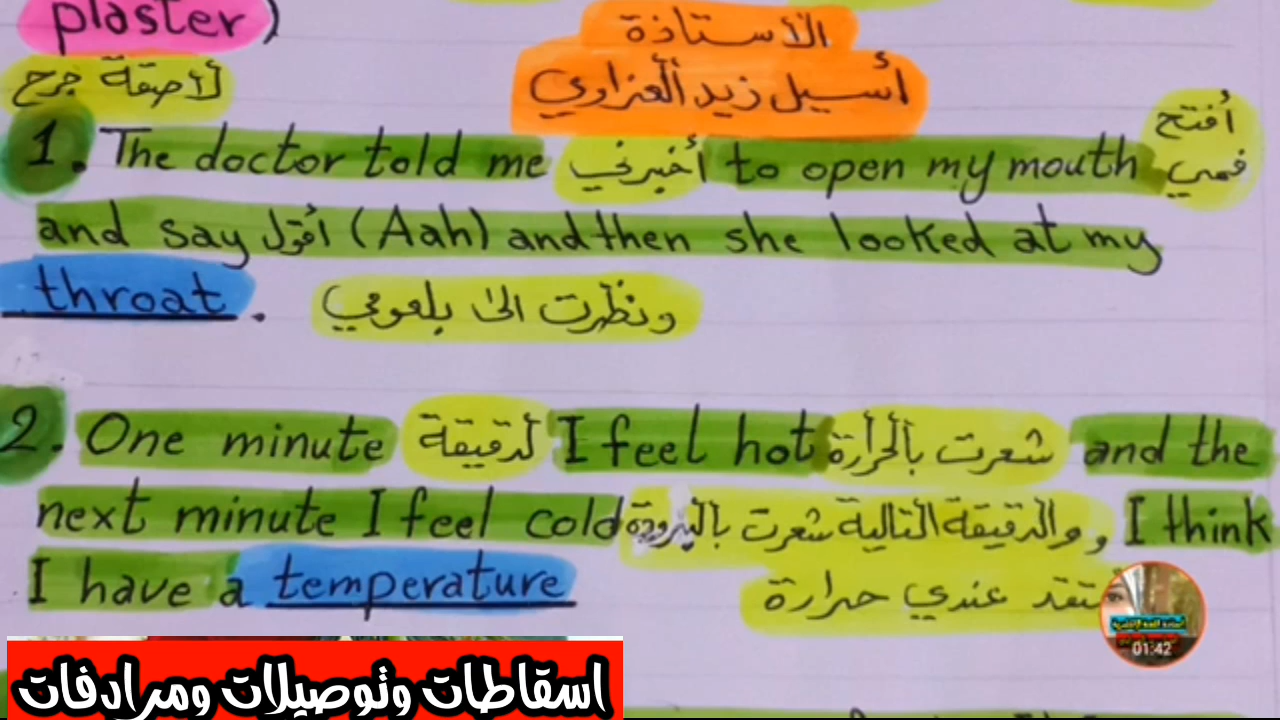 plaster)
الأستاذة
لاصقة جرح
أسيل زيد العزاوي
أفتح
1. The doctor told me أخبرني to open my mouth فمي
and say أقول (Aah) and then she looked at my
throat. ونظرت الى بلعومي
2. One minute لدقيقة I feel hot شعرت بالحرارة and the
next minute I feel cold والدقيقة التالية شعرت بالبرودة, I think
I have a temperature عندي حرارة
01:42
اسقاطات وتوصيلات ومرادفات